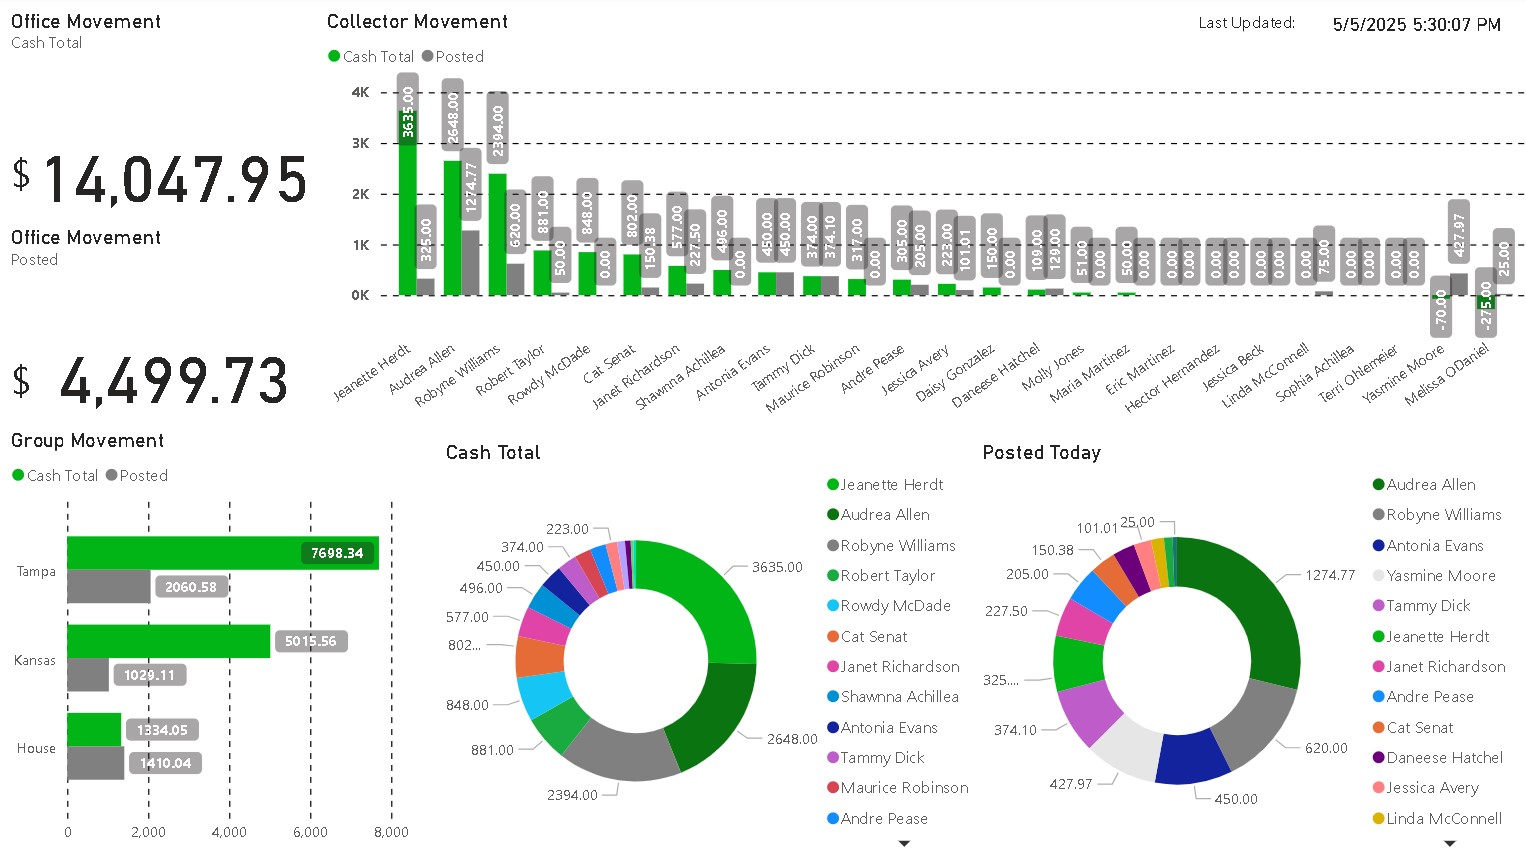 Office Movement
Cash Total
$ 14,047.95
Office Movement
Posted
$ 4,499.73
Collector Movement
Last Updated: 5/5/2025 5:30:07 PM
Cash Total Posted
4K
3K
2K
1K
0K
3635.00
325.00
2648.00
1274.77
2394.00
620.00
881.00
50.00
848.00
0.00
802.00
150.38
577.00
227.50
496.00
0.00
450.00
450.00
374.00
374.10
317.00
0.00
305.00
205.00
223.00
101.01
150.00
0.00
109.00
129.00
51.00
0.00
50.00
0.00
0.00
0.00
0.00
0.00
0.00
0.00
0.00
75.00
0.00
0.00
0.00
0.00
-70.00
427.97
-275.00
25.00
Jeanette Herdt
Audrea Allen
Robyne Williams
Robert Taylor
Rowdy McDade
Cat Senat
Janet Richardson
Shawnna Achillea
Antonia Evans
Tammy Dick
Maurice Robinson
Andre Pease
Jessica Avery
Daisy Gonzalez
Daneese Hatchel
Molly Jones
Maria Martinez
Eric Martinez
Hector Hernandez
Jessica Beck
Linda McConnell
Sophia Achillea
Terri Ohlemeier
Yasmine Moore
Melissa ODaniel
Group Movement
Cash Total Posted
Tampa
7698.34
2060.58
Kansas
5015.56
1029.11
House
1334.05
1410.04
0 2,000 4,000 6,000 8,000
Cash Total
223.00
374.00
450.00
496.00
577.00
802...
848.00
881.00
2394.00
2648.00
3635.00
Jeanette Herdt
Audrea Allen
Robyne Williams
Robert Taylor
Rowdy McDade
Cat Senat
Janet Richardson
Shawnna Achillea
Antonia Evans
Tammy Dick
Maurice Robinson
Andre Pease
Posted Today
25.00
101.01
150.38
205.00
227.50
325....
374.10
427.97
450.00
620.00
1274.77
Audrea Allen
Robyne Williams
Antonia Evans
Yasmine Moore
Tammy Dick
Jeanette Herdt
Janet Richardson
Andre Pease
Cat Senat
Daneese Hatchel
Jessica Avery
Linda McConnell